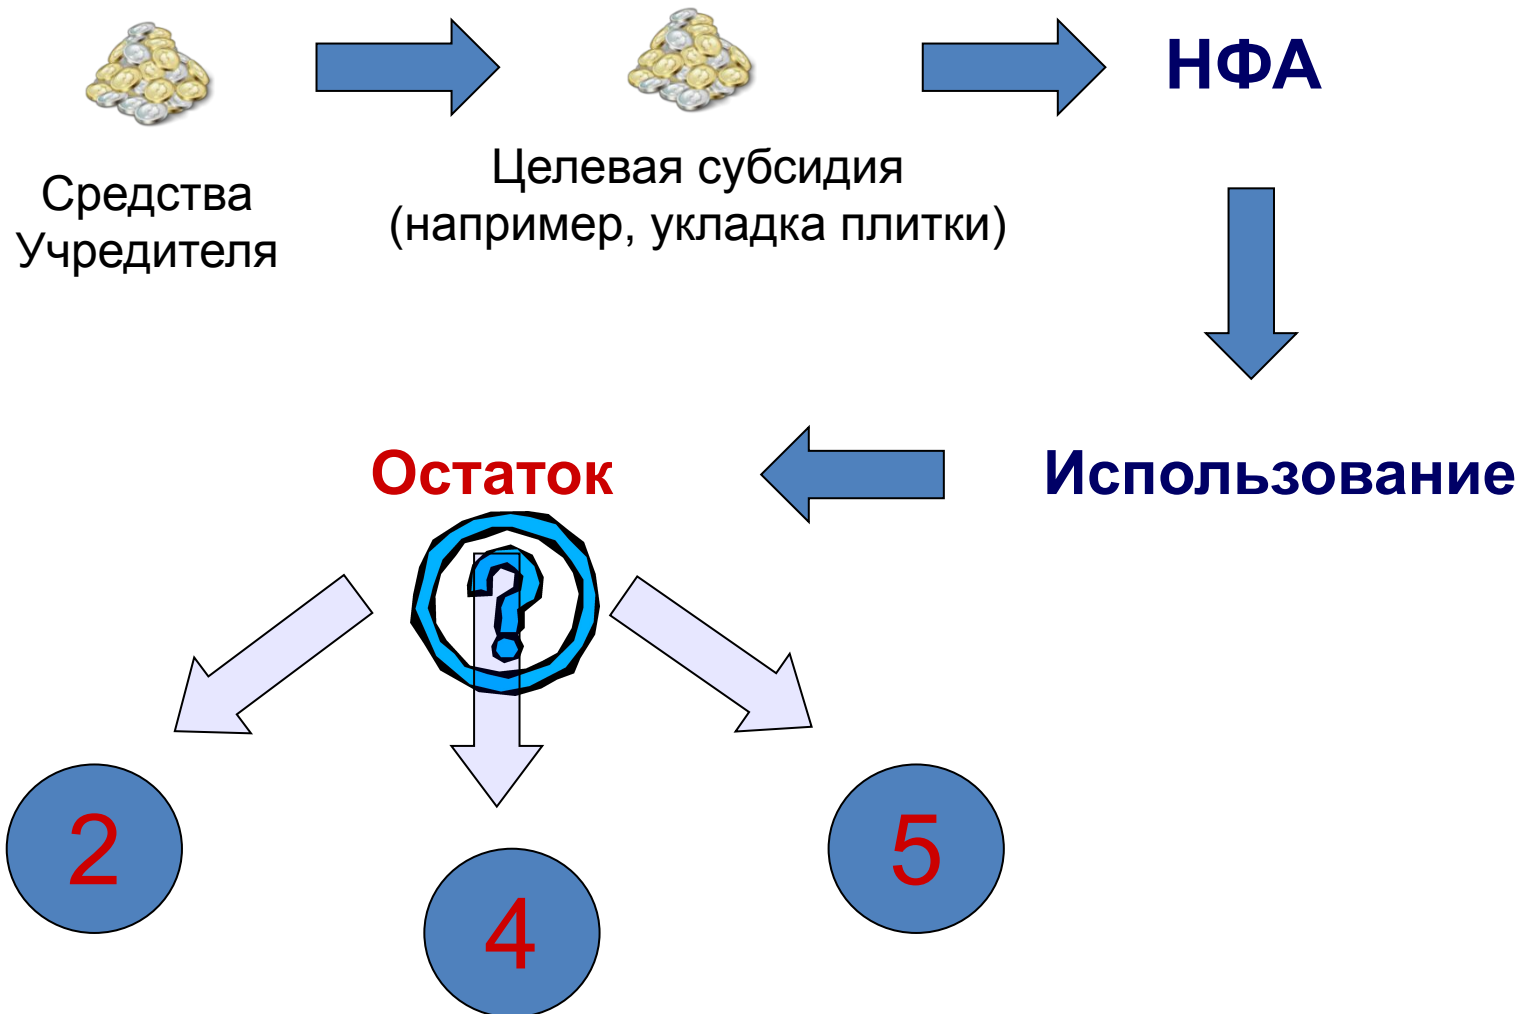 НФА
Средства
Учредителя
Целевая субсидия
(например, укладка плитки)
Остаток
Использование
?
2
4
5